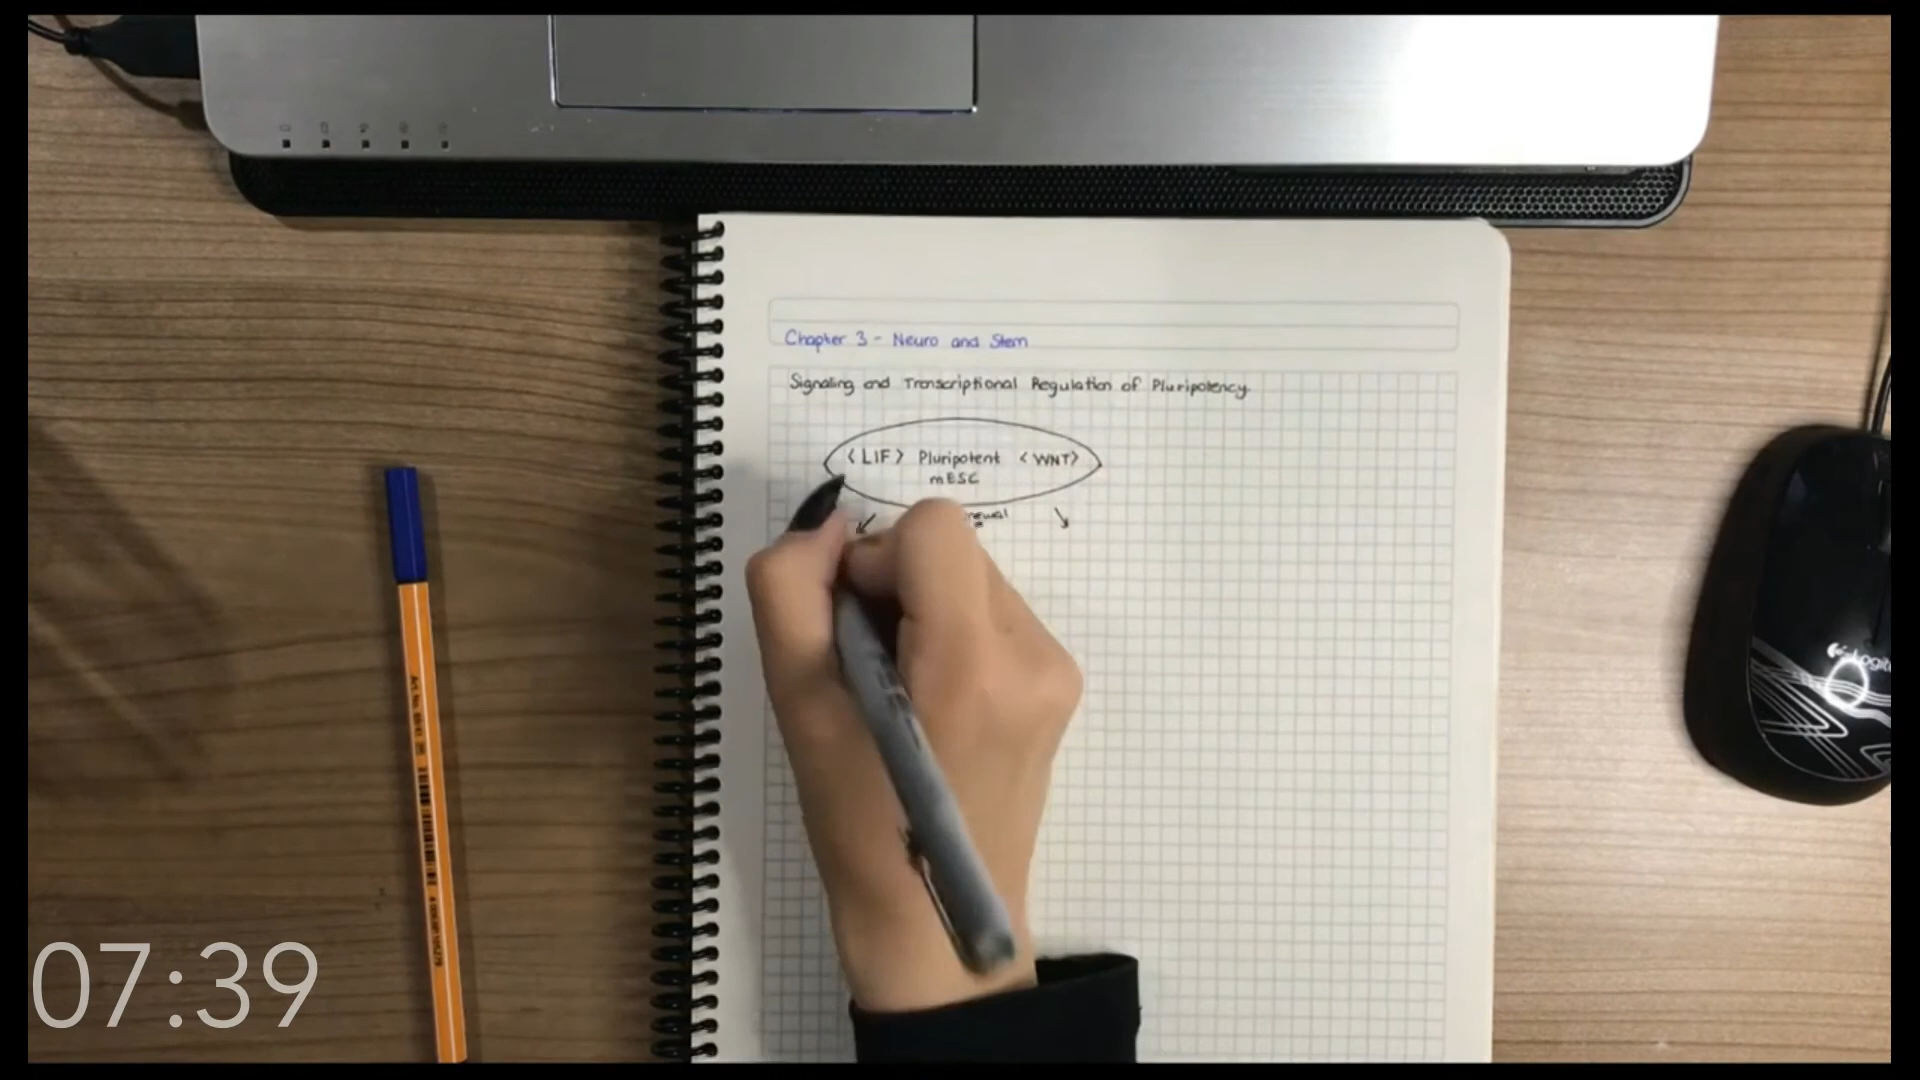 Chapter 3 - Neuro and Stem
Signaling and Transcriptional Regulation of Pluripotency.
<LIF> Pluripotent <WNT>
mESC
07:39